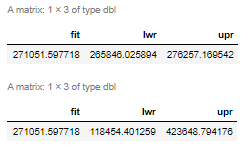 A matrix: 1 × 3 of type dbl
fit lwr upr
271051.597718 265846.025894 276257.169542
A matrix: 1 × 3 of type dbl
fit lwr upr
271051.597718 118454.401259 423648.794176